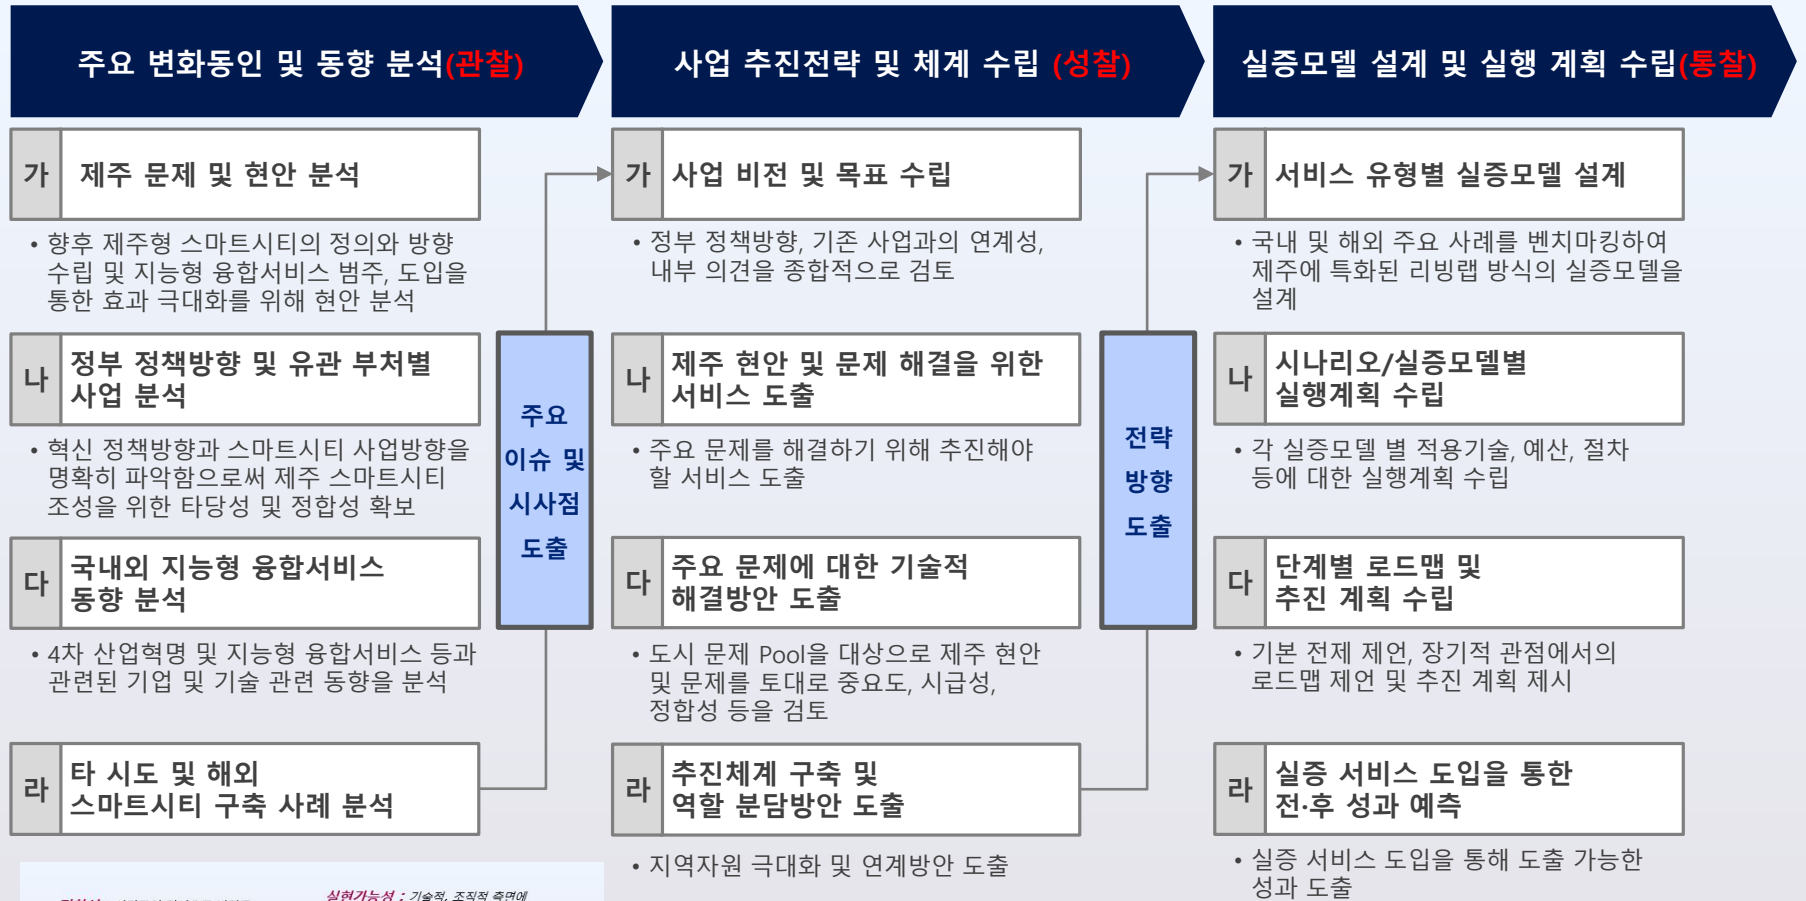 주요 변화동인 및 동향 분석(관찰)
가
제주 문제 및 현안 분석
• 향후 제주형 스마트시티의 정의와 방향
수립 및 지능형 융합서비스 범주, 도입을
통한 효과 극대화를 위해 현안 분석
나
정부 정책방향 및 유관 부처별
사업 분석
• 혁신 정책방향과 스마트시티 사업방향을
명확히 파악함으로써 제주 스마트시티
조성을 위한 타당성 및 정합성 확보
다
국내외 지능형 융합서비스
동향 분석
• 4차 산업혁명 및 지능형 융합서비스 등과
관련된 기업 및 기술 관련 동향을 분석
라
타 시도 및 해외
스마트시티 구축 사례 분석
주요
이슈 및
시사점
도출
사업 추진전략 및 체계 수립 (성찰)
가
사업 비전 및 목표 수립
• 정부 정책방향, 기존 사업과의 연계성,
내부 의견을 종합적으로 검토
나
제주 현안 및 문제 해결을 위한
서비스 도출
• 주요 문제를 해결하기 위해 추진해야
할 서비스 도출
다
주요 문제에 대한 기술적
해결방안 도출
• 도시 문제 Pool을 대상으로 제주 현안
및 문제를 토대로 중요도, 시급성,
정합성 등을 검토
라
추진체계 구축 및
역할 분담방안 도출
• 지역자원 극대화 및 연계방안 도출
전략
방향
도출
실증모델 설계 및 실행 계획 수립(통찰)
가
서비스 유형별 실증모델 설계
• 국내 및 해외 주요 사례를 벤치마킹하여
제주에 특화된 리빙랩 방식의 실증모델을
설계
나
시나리오/실증모델별
실행계획 수립
• 각 실증모델 별 적용기술, 예산, 절차
등에 대한 실행계획 수립
다
단계별 로드맵 및
추진 계획 수립
• 기본 전제 제언, 장기적 관점에서의
로드맵 제언 및 추진 계획 제시
라
실증 서비스 도입을 통한
전·후 성과 예측
• 실증 서비스 도입을 통해 도출 가능한
성과 도출
실현가능성 : 기술적, 조직적 측면에